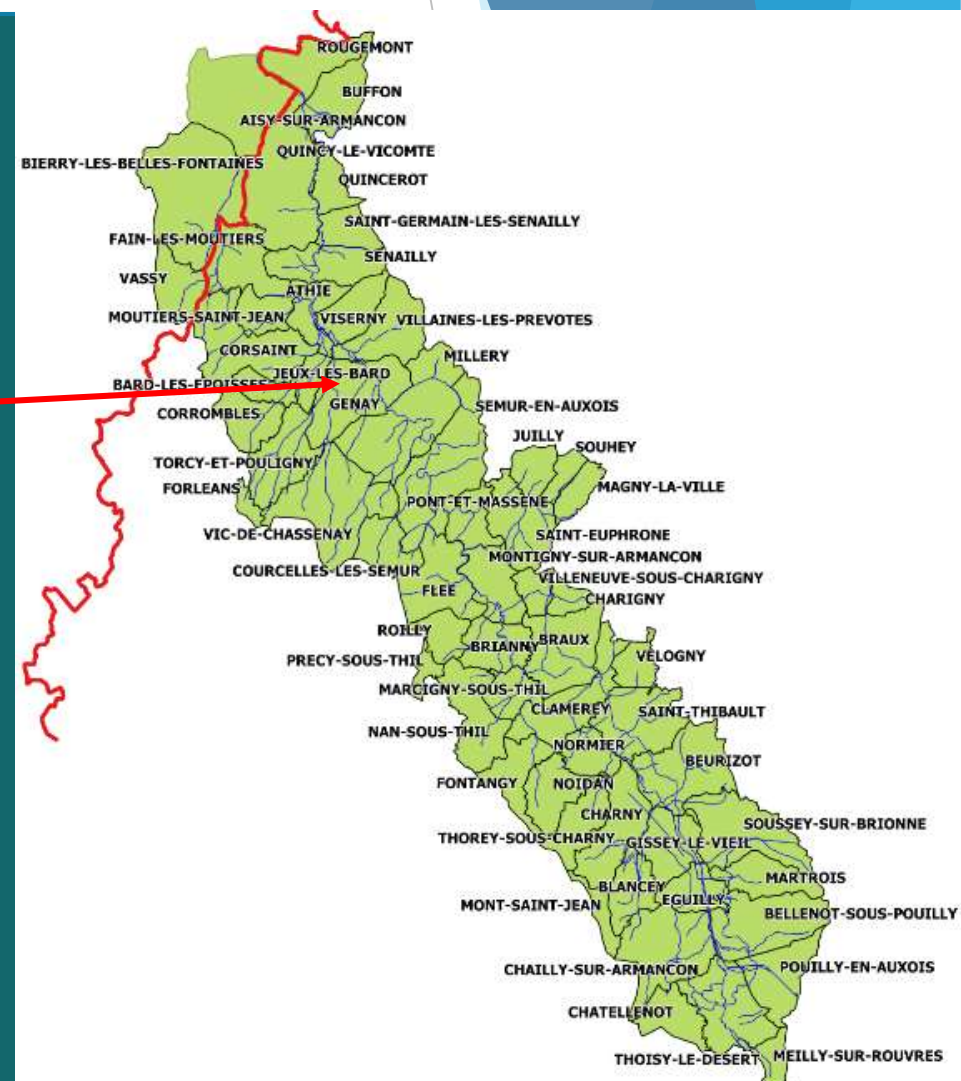 ROUGEMONT
BUFFON
AISY-SUR-ARMANCON
QUINCY-LE-VICOMTE
BIERRY-LES-BELLES-FONTAINES
QUINCEROT
SAINT-GERMAIN-LES-SENAILLY
FAIN-LES-MOUTIERS
SENAILLY
VASSY
ATHIE
MOUTIERS-SAINT-JEAN
VISERNY
VILLAINES-LES-PREVOTES
CORSAINT
MILLERY
JEUX-LES-BARD
BARD-LES-EPOISSES
GENAY
SEMUR-EN-AUXOIS
CORROMBLES
JUILLY
SOUHEY
TORCY-ET-POULIGNY
FORLEANS
MAGNY-LA-VILLE
PONT-ET-MASSENE
VIC-DE-CHASSENAY
SAINT-EUPHRONE
MONTIGNY-SUR-ARMANCON
COURCELLES-LES-SEMUR
VILLENEUVE-SOUS-CHARIGNY
FLEE
CHARIGNY
ROILLY
BRIANNY
BRAUX
PRECY-SOUS-THIL
VELOGNY
MARCIGNY-SOUS-THIL
CLAMEREY
SAINT-THIBAULT
NAN-SOUS-THIL
NORMIER
BEURIZOT
FONTANGY
NOIDAN
CHARNY
SOUSSEY-SUR-BRIONNE
THOREY-SOUS-CHARNY
GISSEY-LE-VIEIL
MARTROIS
BLANCEY
EGUILLY
MONT-SAINT-JEAN
BELLENOT-SOUS-POUILLY
CHAILLY-SUR-ARMANCON
POUILLY-EN-AUXOIS
CHATELLENOT
THOISY-LE-DESERT
MEILLY-SUR-ROUVRES